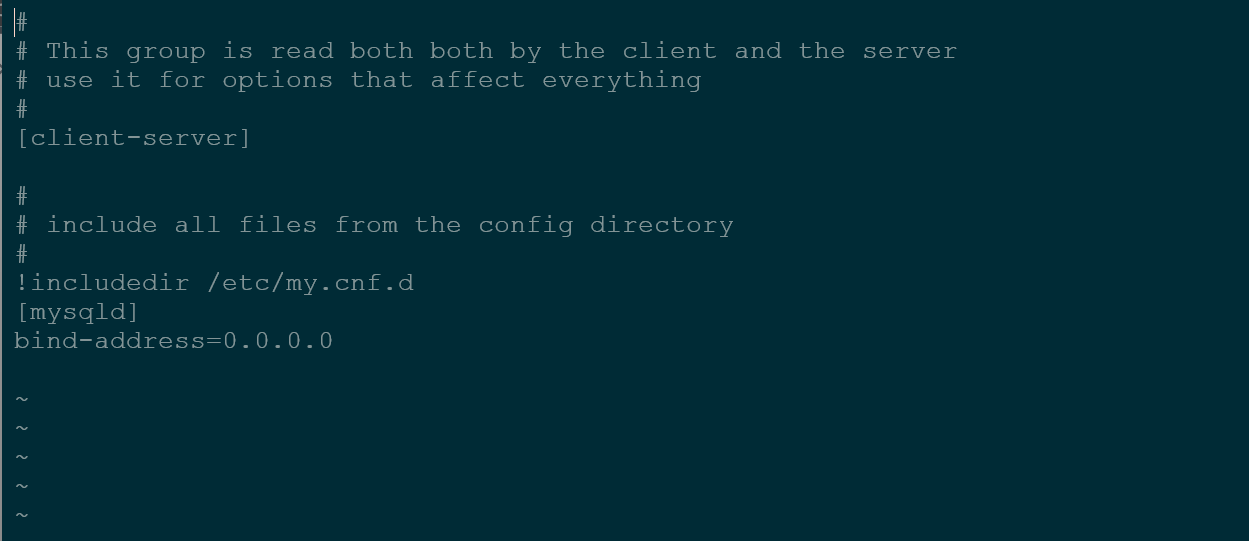 #
# This group is read both both by the client and the server
# use it for options that affect everything
#
[client-server]

#
# include all files from the config directory
#
!includedir /etc/my.cnf.d
[mysqld]
bind-address=0.0.0.0

~
~
~
~
~